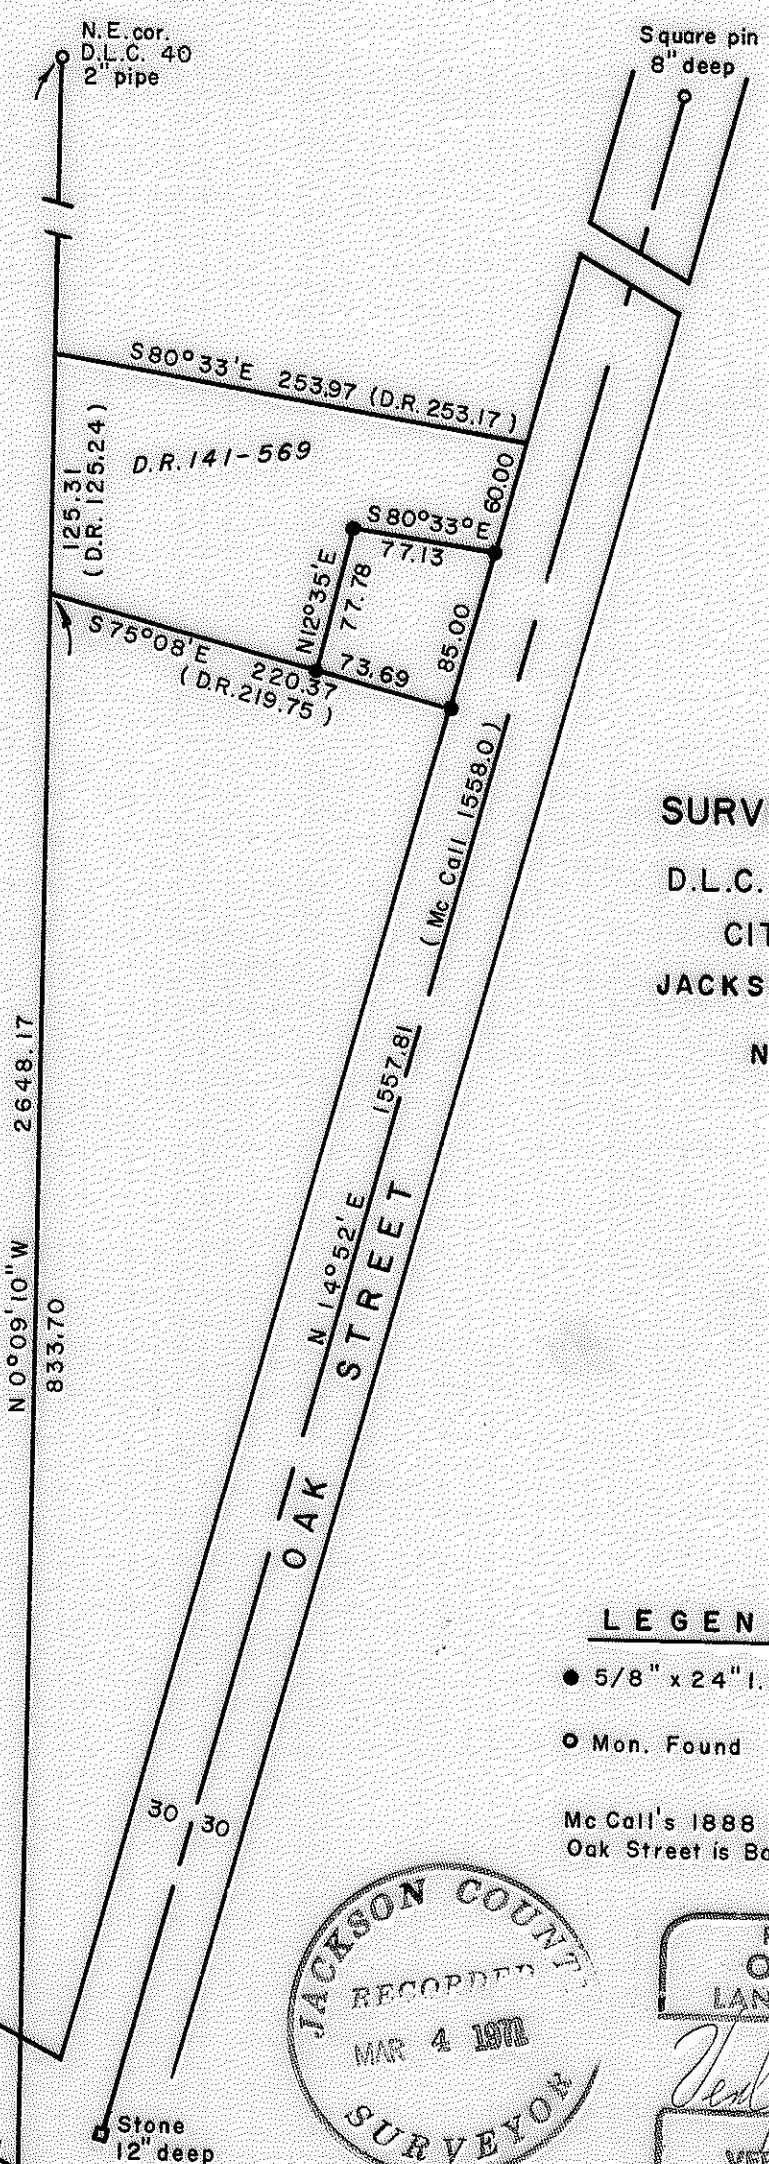 N.E. cor.
D.L.C. 40
2" pipe
Square pin
8" deep
S80°33'E 253.97 (D.R. 253.17)
D.R. 141-569
125.31
(D.R. 125.24)
60.00
S80°33°E
77.13
N12°35'E
77.78
85.00
S75°08'E
220.37
(D.R. 219.75)
73.69
(Mc Call 1558.0)
1557.81
N 14°52' E
OAK STREET
2648.17
N0°09'10"W
833.70
SURV
D.L.C.
CIT
JACKS
N
LEGEN
5/8" x 24" I.
Mon. Found
Mc Call's 1888
Oak Street is Ba
30 30
JACKSON COUNT
RECORDED
MAR 4
SURVEYOR
LAN
Stone
12" deep